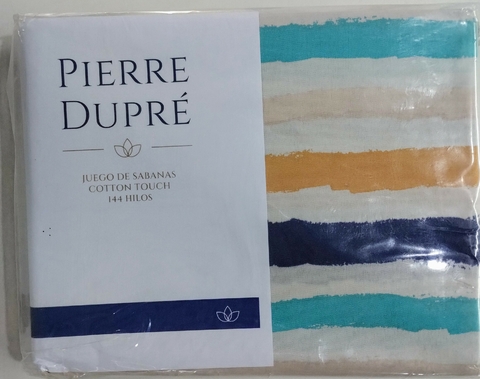 PIERRE
DUPRÉ
JUEGO DE SABANAS
COTTON TOUCH
144 HILOS